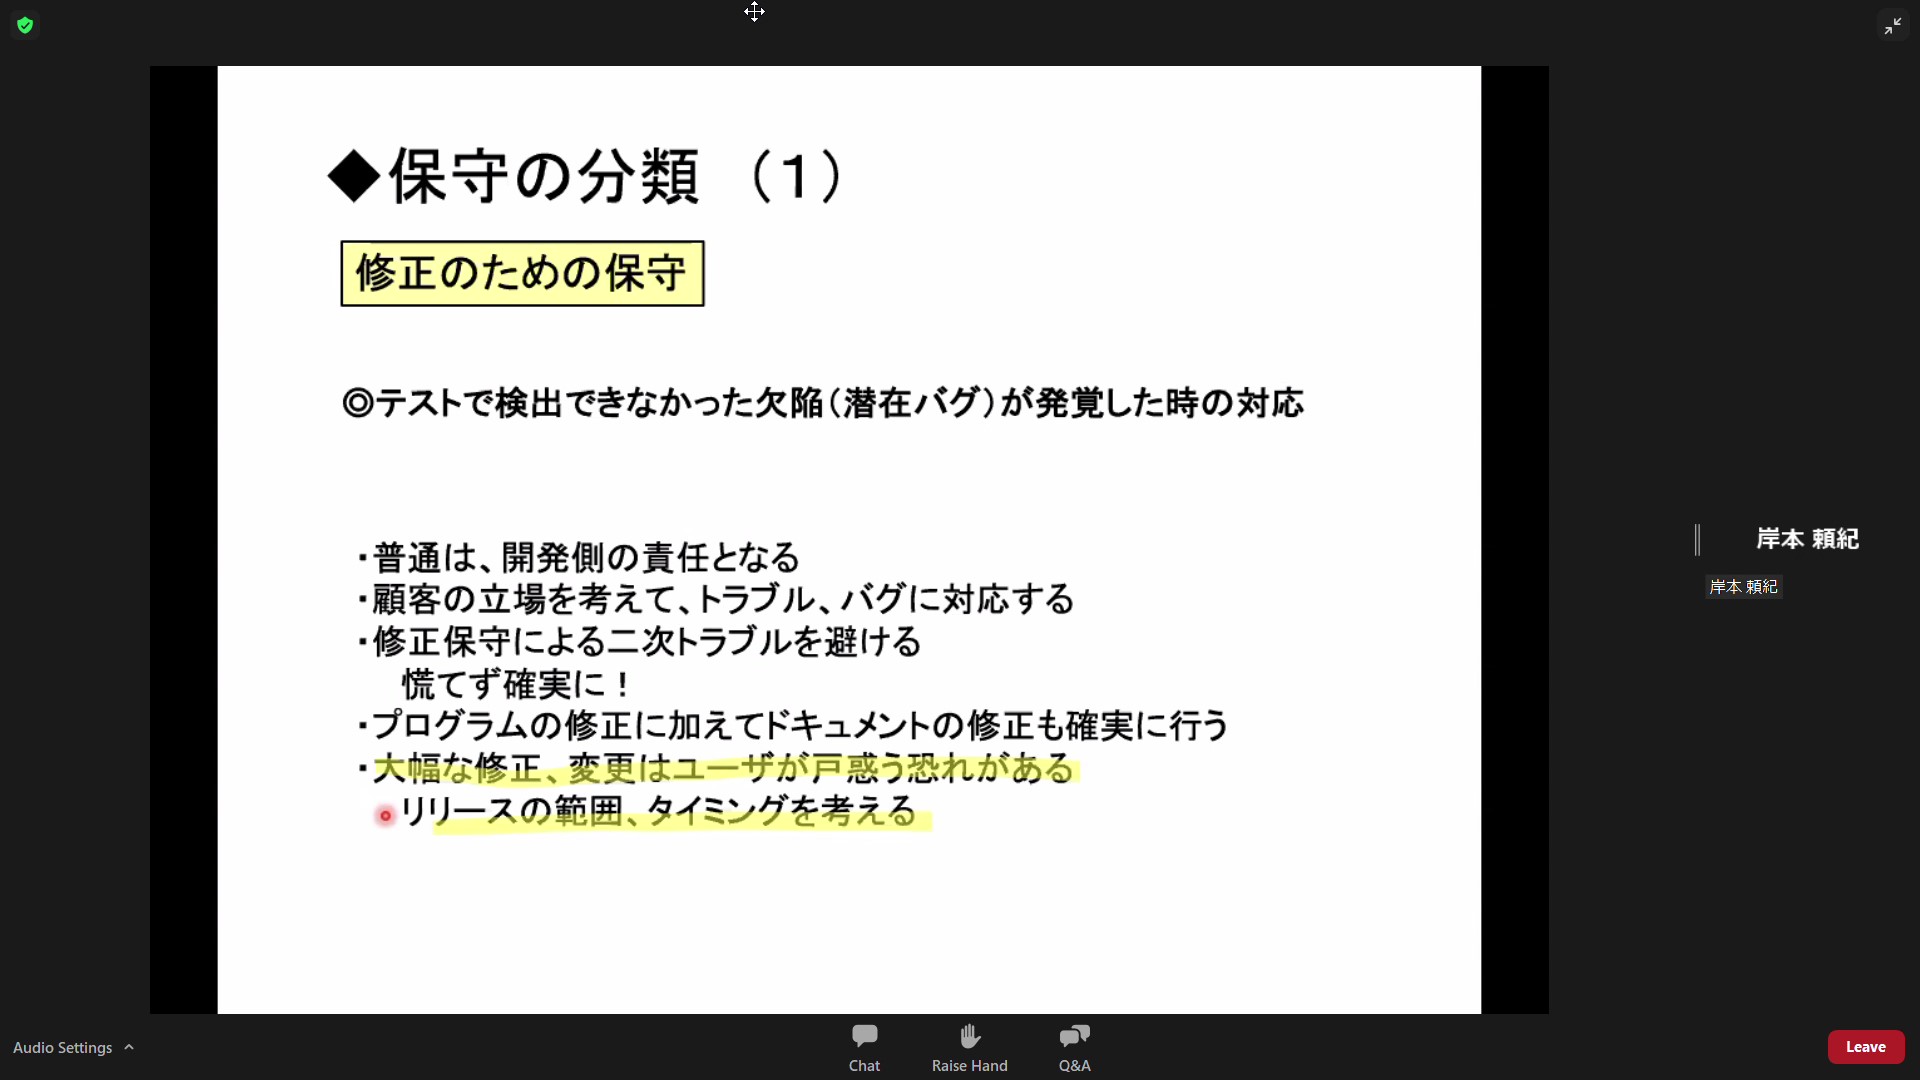 ◆保守の分類 （１）
修正のための保守
◎テストで検出できなかった欠陥（潜在バグ）が発覚した時の対応
・普通は、開発側の責任となる
・顧客の立場を考えて、トラブル、バグに対応する
・修正保守による二次トラブルを避ける
慌てず確実に！
・プログラムの修正に加えてドキュメントの修正も確実に行う
・大幅な修正、変更はユーザが戸惑う恐れがある
リリースの範囲、タイミングを考える
岸本 頼紀
岸本 頼紀
Audio Settings
Chat
Raise Hand
Q&A
Leave